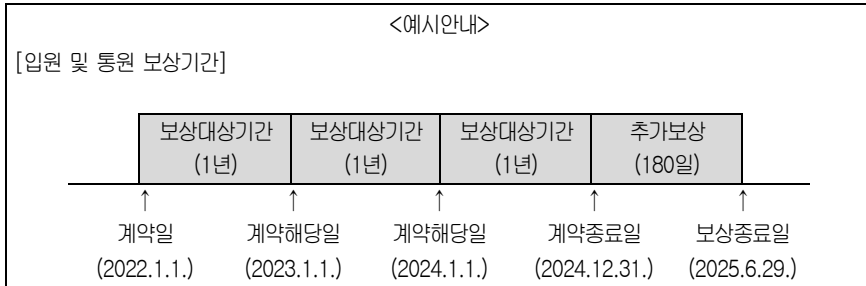 <예시안내>
[입원 및 통원 보상기간]
보상대상기간 보상대상기간 보상대상기간 추가보상
(1년) (1년) (1년) (180일)
↑ ↑ ↑ ↑ ↑
계약일 계약해당일 계약해당일 계약종료일 보상종료일
(2022.1.1.) (2023.1.1.) (2024.1.1.) (2024.12.31.) (2025.6.29.)